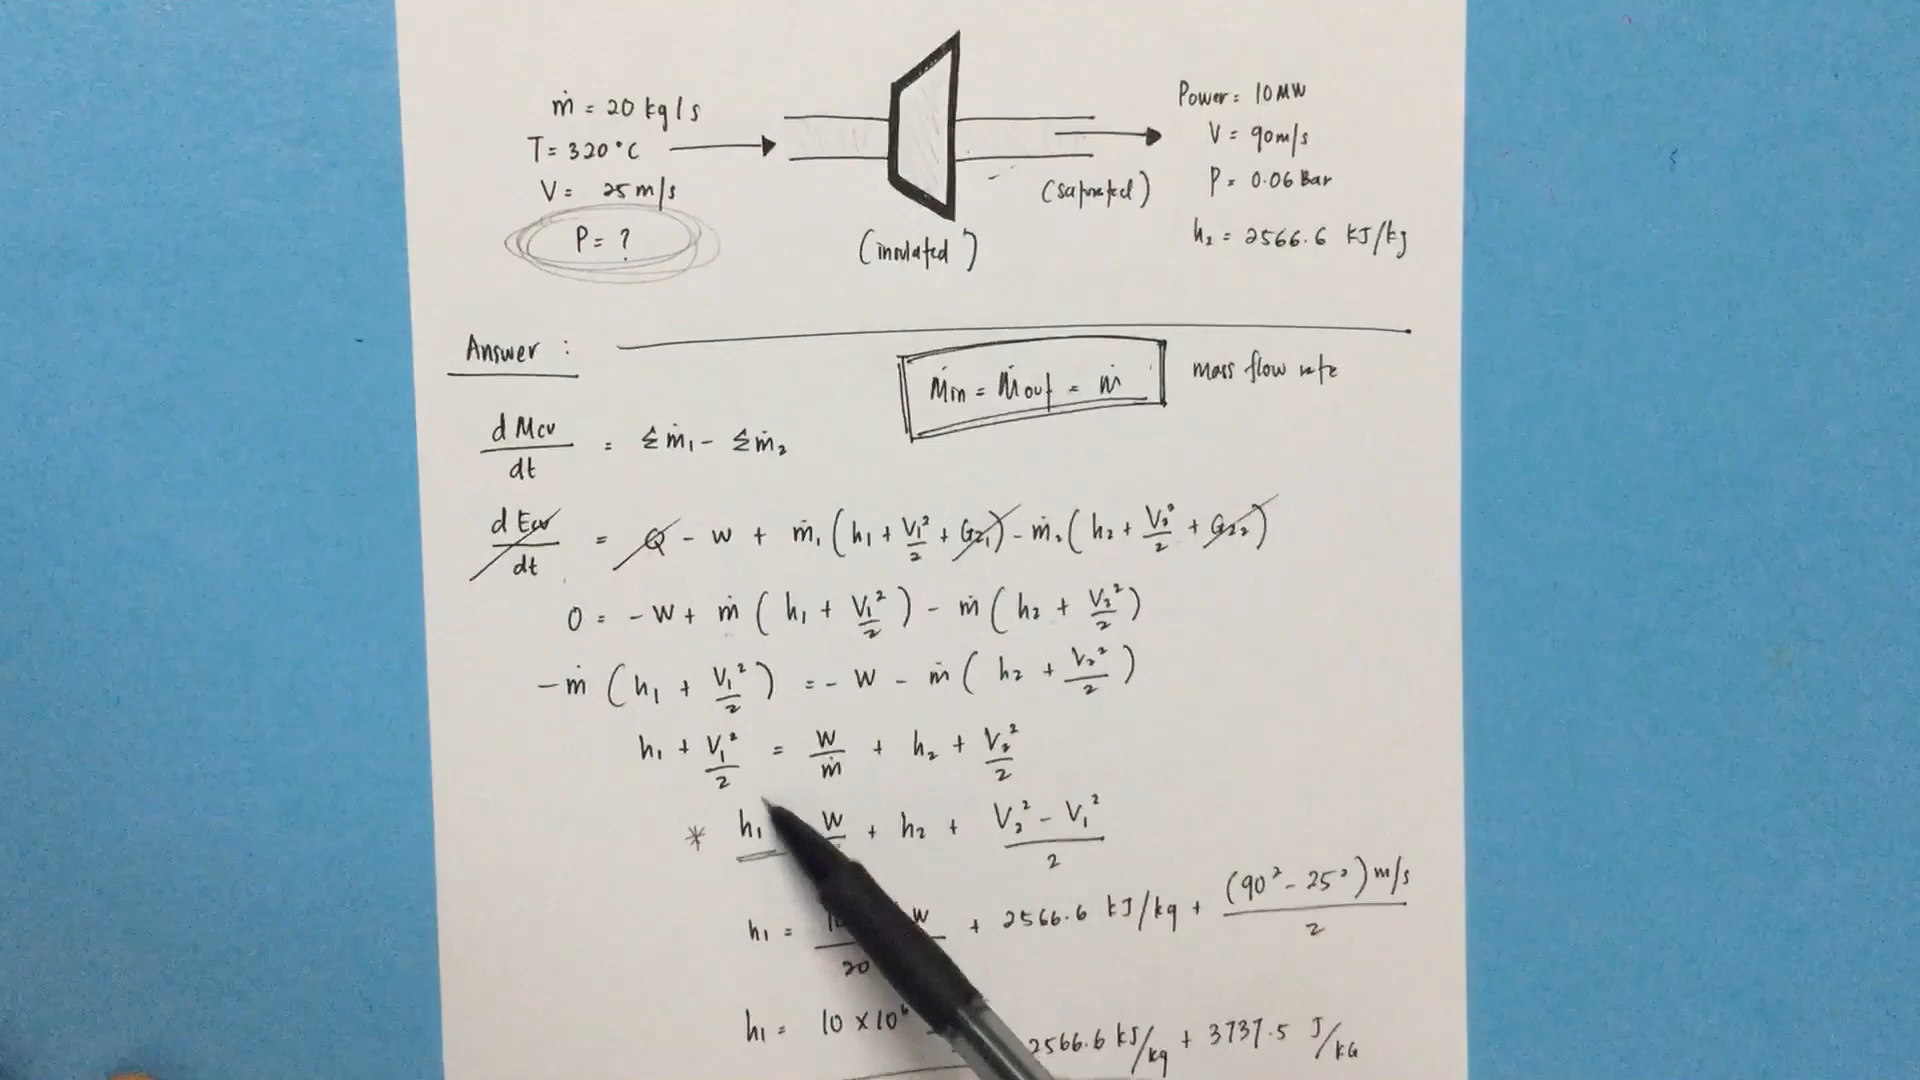 ṁ = 20 kg/s
T = 320°C
V = 25 m/s
P = ?
(insulated)
(saturated)
Power = 10MW
V = 90m/s
P = 0.06 Bar
h₂ = 2566.6 KJ/kg
Answer :
ṁin = ṁout = ṁ
mass flow rate
dMcv/dt = Σṁ₁ - Σṁ₂
dEcv/dt = Q - W + ṁ₁(h₁ + V₁²/2 + Gz₁) - ṁ₂(h₂ + V₂²/2 + Gz₂)
0 = -W + ṁ(h₁ + V₁²/2) - ṁ(h₂ + V₂²/2)
-ṁ(h₁ + V₁²/2) = -W - ṁ(h₂ + V₂²/2)
h₁ + V₁²/2 = W/ṁ + h₂ + V₂²/2
* h₁ W + h₂ + (V₂² - V₁²)/2
h₁ = W/20 + 2566.6 kJ/kg + (90² - 25²)m/s/2
h₁ = 10 × 10⁶ 2566.6 kJ/kg + 3737.5 J/kG